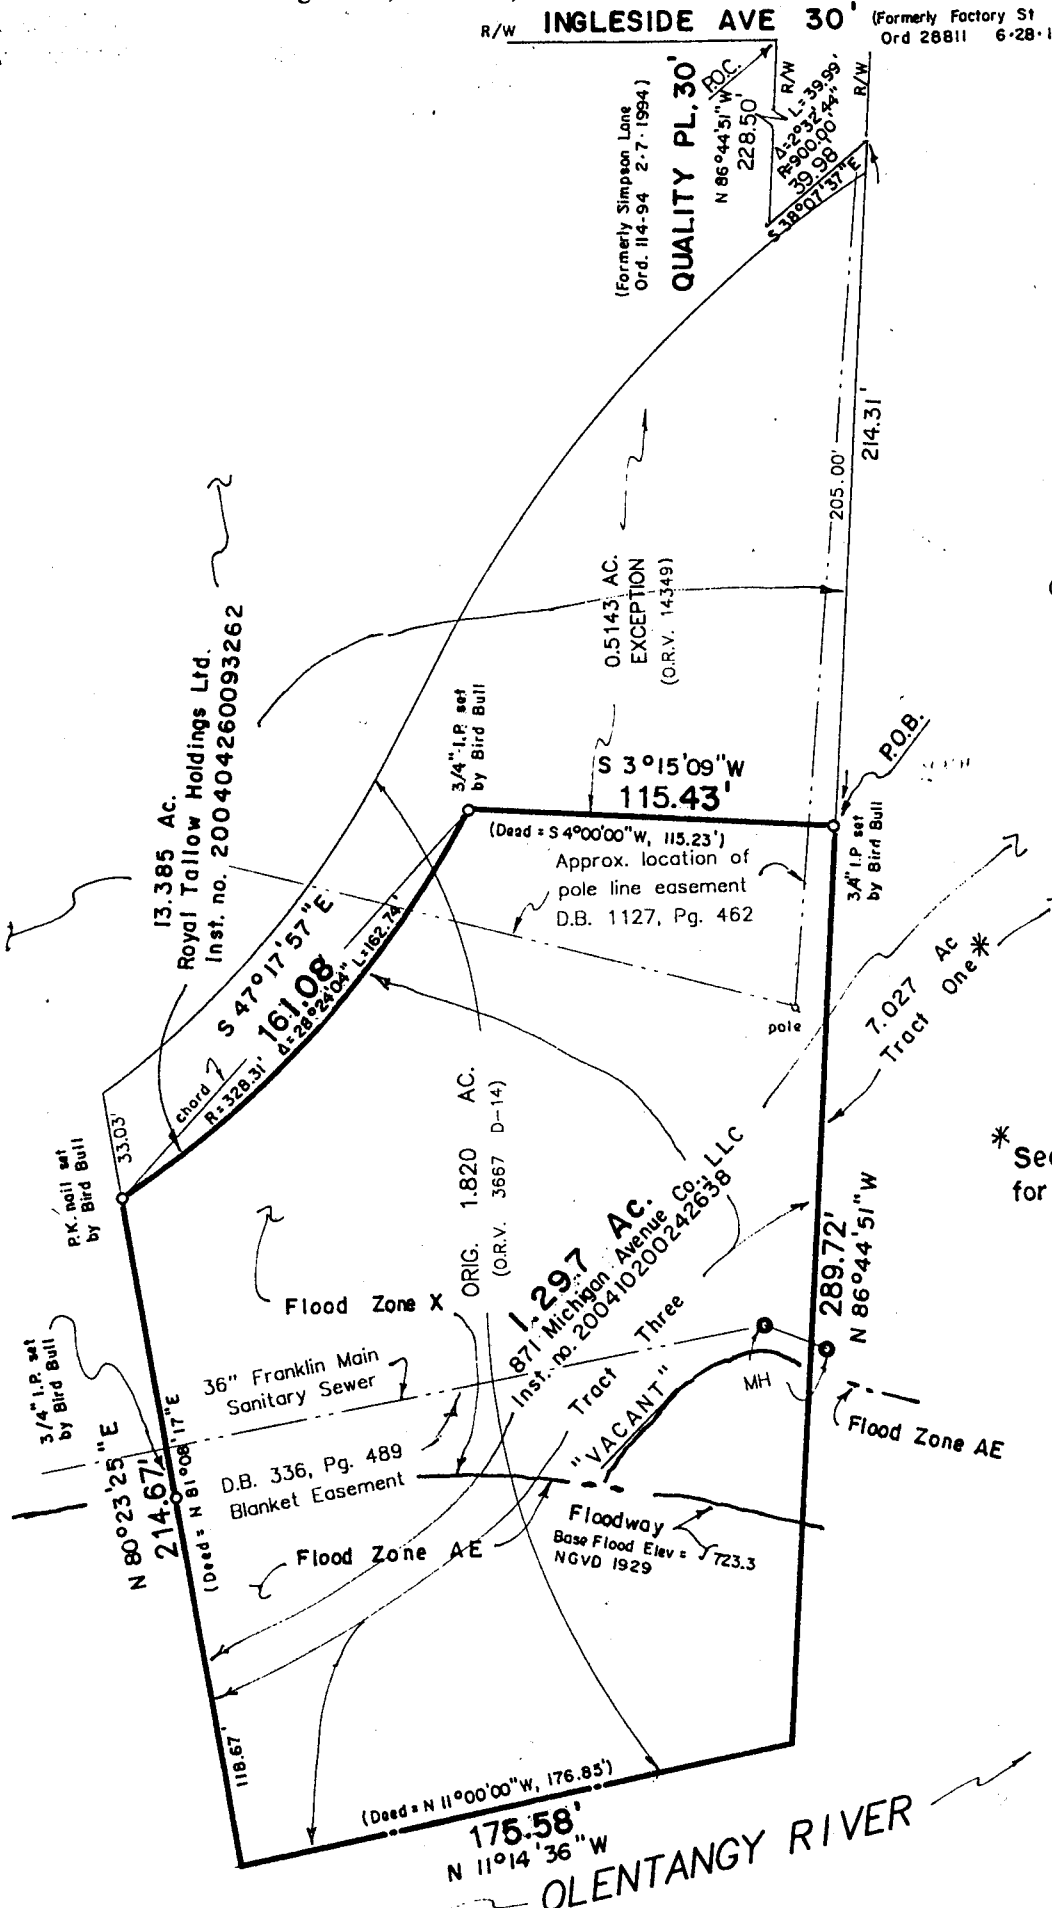 R/W INGLESIDE AVE 30' (Formerly Factory St
Ord 28811 6-28-1
(Formerly Simpson Lane
Ord. 114-94 2-7-1994)
QUALITY PL. 30'
P.O.C.
N 86°44'51"W
228.50'
R/W
L=39.99'
Δ=2°32'44"
R=900.00'
39.98
S 38°07'37"E
R/W
205.00'
214.31'
0.5143 AC.
EXCEPTION
(O.R.V. 14349)
13.385 Ac.
Royal Tallow Holdings Ltd.
Inst. no. 200404260093262
3/4" I.P. set
by Bird Bull
S 3°15'09"W
115.43'
(Deed = S 4°00'00"W, 115.23')
P.O.B.
3/4" I.P. set
by Bird Bull
Approx. location of
pole line easement
D.B. 1127, Pg. 462
pole
S 47°17'57"E
161.08
chord
R=328.31' Δ=28°24'04" L=162.74'
33.03'
P.K. nail set
by Bird Bull
7.027 Ac
Tract One *
* See
for
ORIG. 1.820 AC.
(O.R.V. 3667 D-14)
1.297 Ac.
871 Michigan Avenue Co., LLC
Inst. no. 200410200242638
Tract Three
"VACANT"
Flood Zone X
289.72'
N 86°44'51"W
MH
Flood Zone AE
36" Franklin Main
Sanitary Sewer
3/4" I.P. set
by Bird Bull
N 80°23'25"E
214.67'
(Deed = N 81°08'17"E
D.B. 336, Pg. 489
Blanket Easement
Flood Zone AE
Floodway
Base Flood Elev = 723.3
NGVD 1929
118.67'
(Deed = N 11°00'00"W, 176.85')
175.58'
N 11°14'36"W
OLENTANGY RIVER